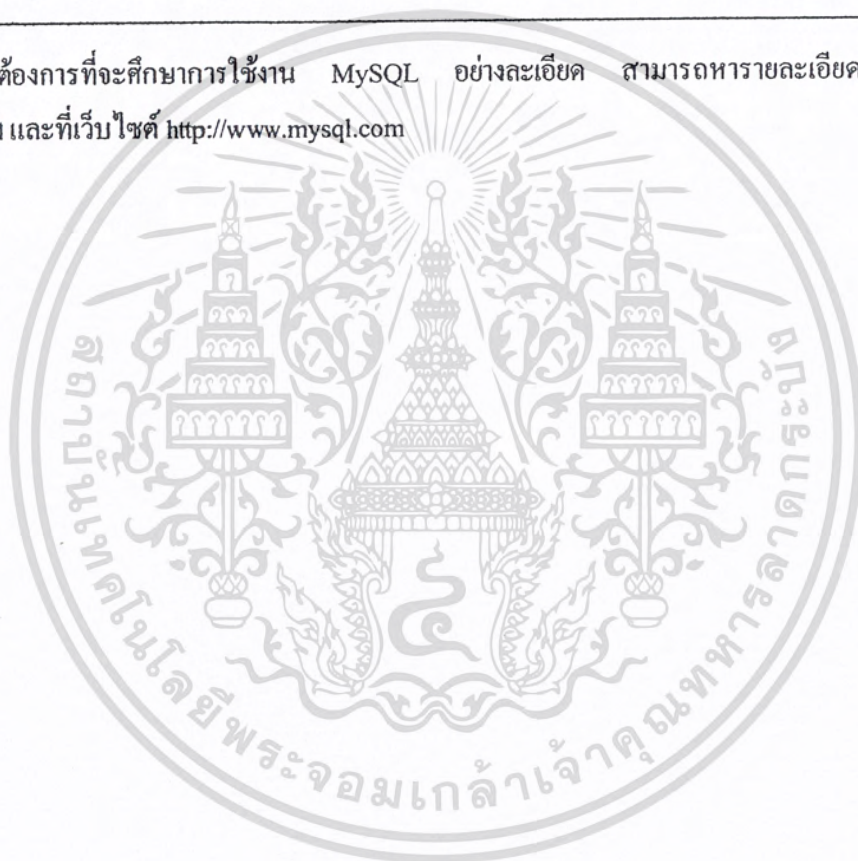 ต้องการที่จะศึกษาการใช้งาน MySQL อย่างละเอียด สามารถหารายละเอียด
และที่เว็บไซต์ http://www.mysql.com
สถาบันเทคโนโลยีพระจอมเกล้าเจ้าคุณทหารลาดกระบัง
๔